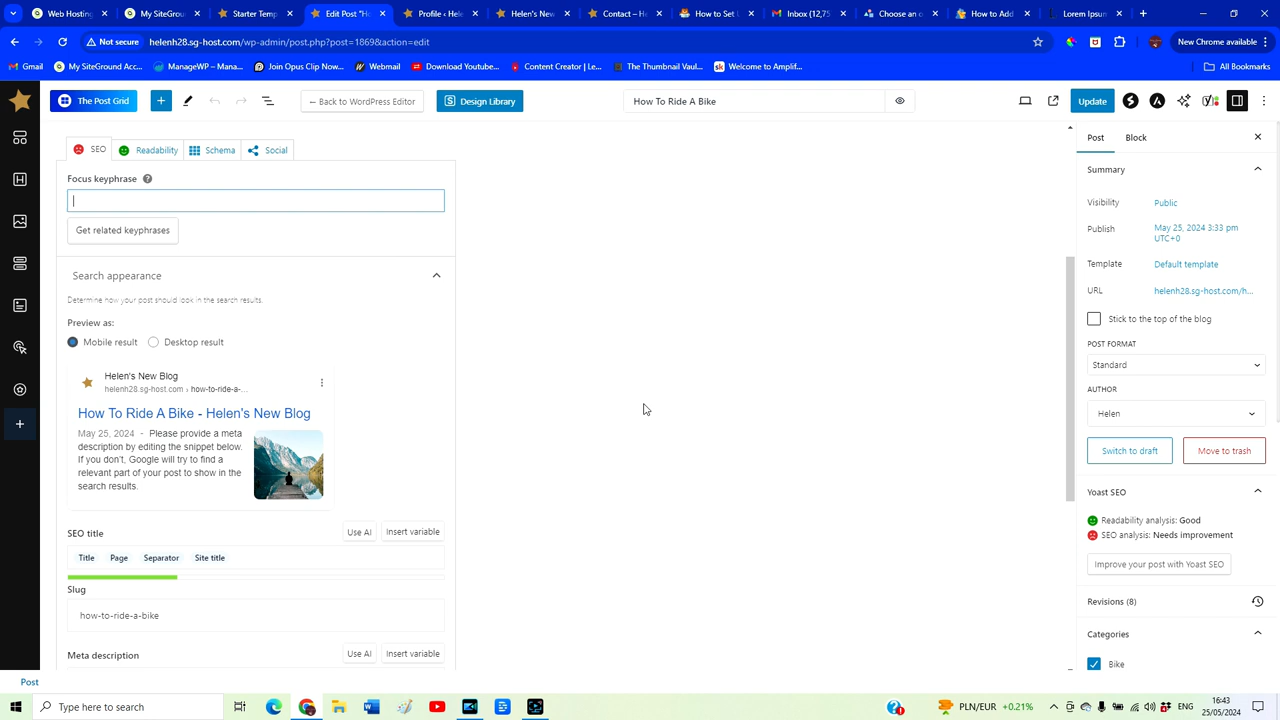 Web Hosting
My SiteGround
Starter Temp
Edit Post "Ho
Profile ‹ Hele
Helen's New
Contact – He
How to Set U
Inbox (12,75
Choose an o
How to Add
Lorem Ipsum
Not secure helenh28.sg-host.com/wp-admin/post.php?post=1869&action=edit
New Chrome available
Gmail
My SiteGround Acc...
ManageWP – Mana...
Join Opus Clip Now...
Webmail
Download Youtube...
Content Creator | Le...
The Thumbnail Vaul...
Welcome to Amplif...
All Bookmarks
The Post Grid
← Back to WordPress Editor
Design Library
How To Ride A Bike
Update
SEO Readability Schema Social
Focus keyphrase ?
Get related keyphrases
Search appearance
Determine how your post should look in the search results.
Preview as:
Mobile result Desktop result
Helen's New Blog
helenh28.sg-host.com › how-to-ride-a-...
How To Ride A Bike - Helen's New Blog
May 25, 2024 - Please provide a meta
description by editing the snippet below.
If you don't, Google will try to find a
relevant part of your post to show in the
search results.
SEO title Use AI Insert variable
Title Page Separator Site title
Slug
how-to-ride-a-bike
Meta description Use AI Insert variable
Post
Post Block
Summary
Visibility Public
Publish May 25, 2024 3:33 pm
UTC+0
Template Default template
URL helenh28.sg-host.com/h...
Stick to the top of the blog
POST FORMAT
Standard
AUTHOR
Helen
Switch to draft Move to trash
Yoast SEO
Readability analysis: Good
SEO analysis: Needs improvement
Improve your post with Yoast SEO
Revisions (8)
Categories
Bike
Type here to search
PLN/EUR +0.21%
ENG
16:43
25/05/2024